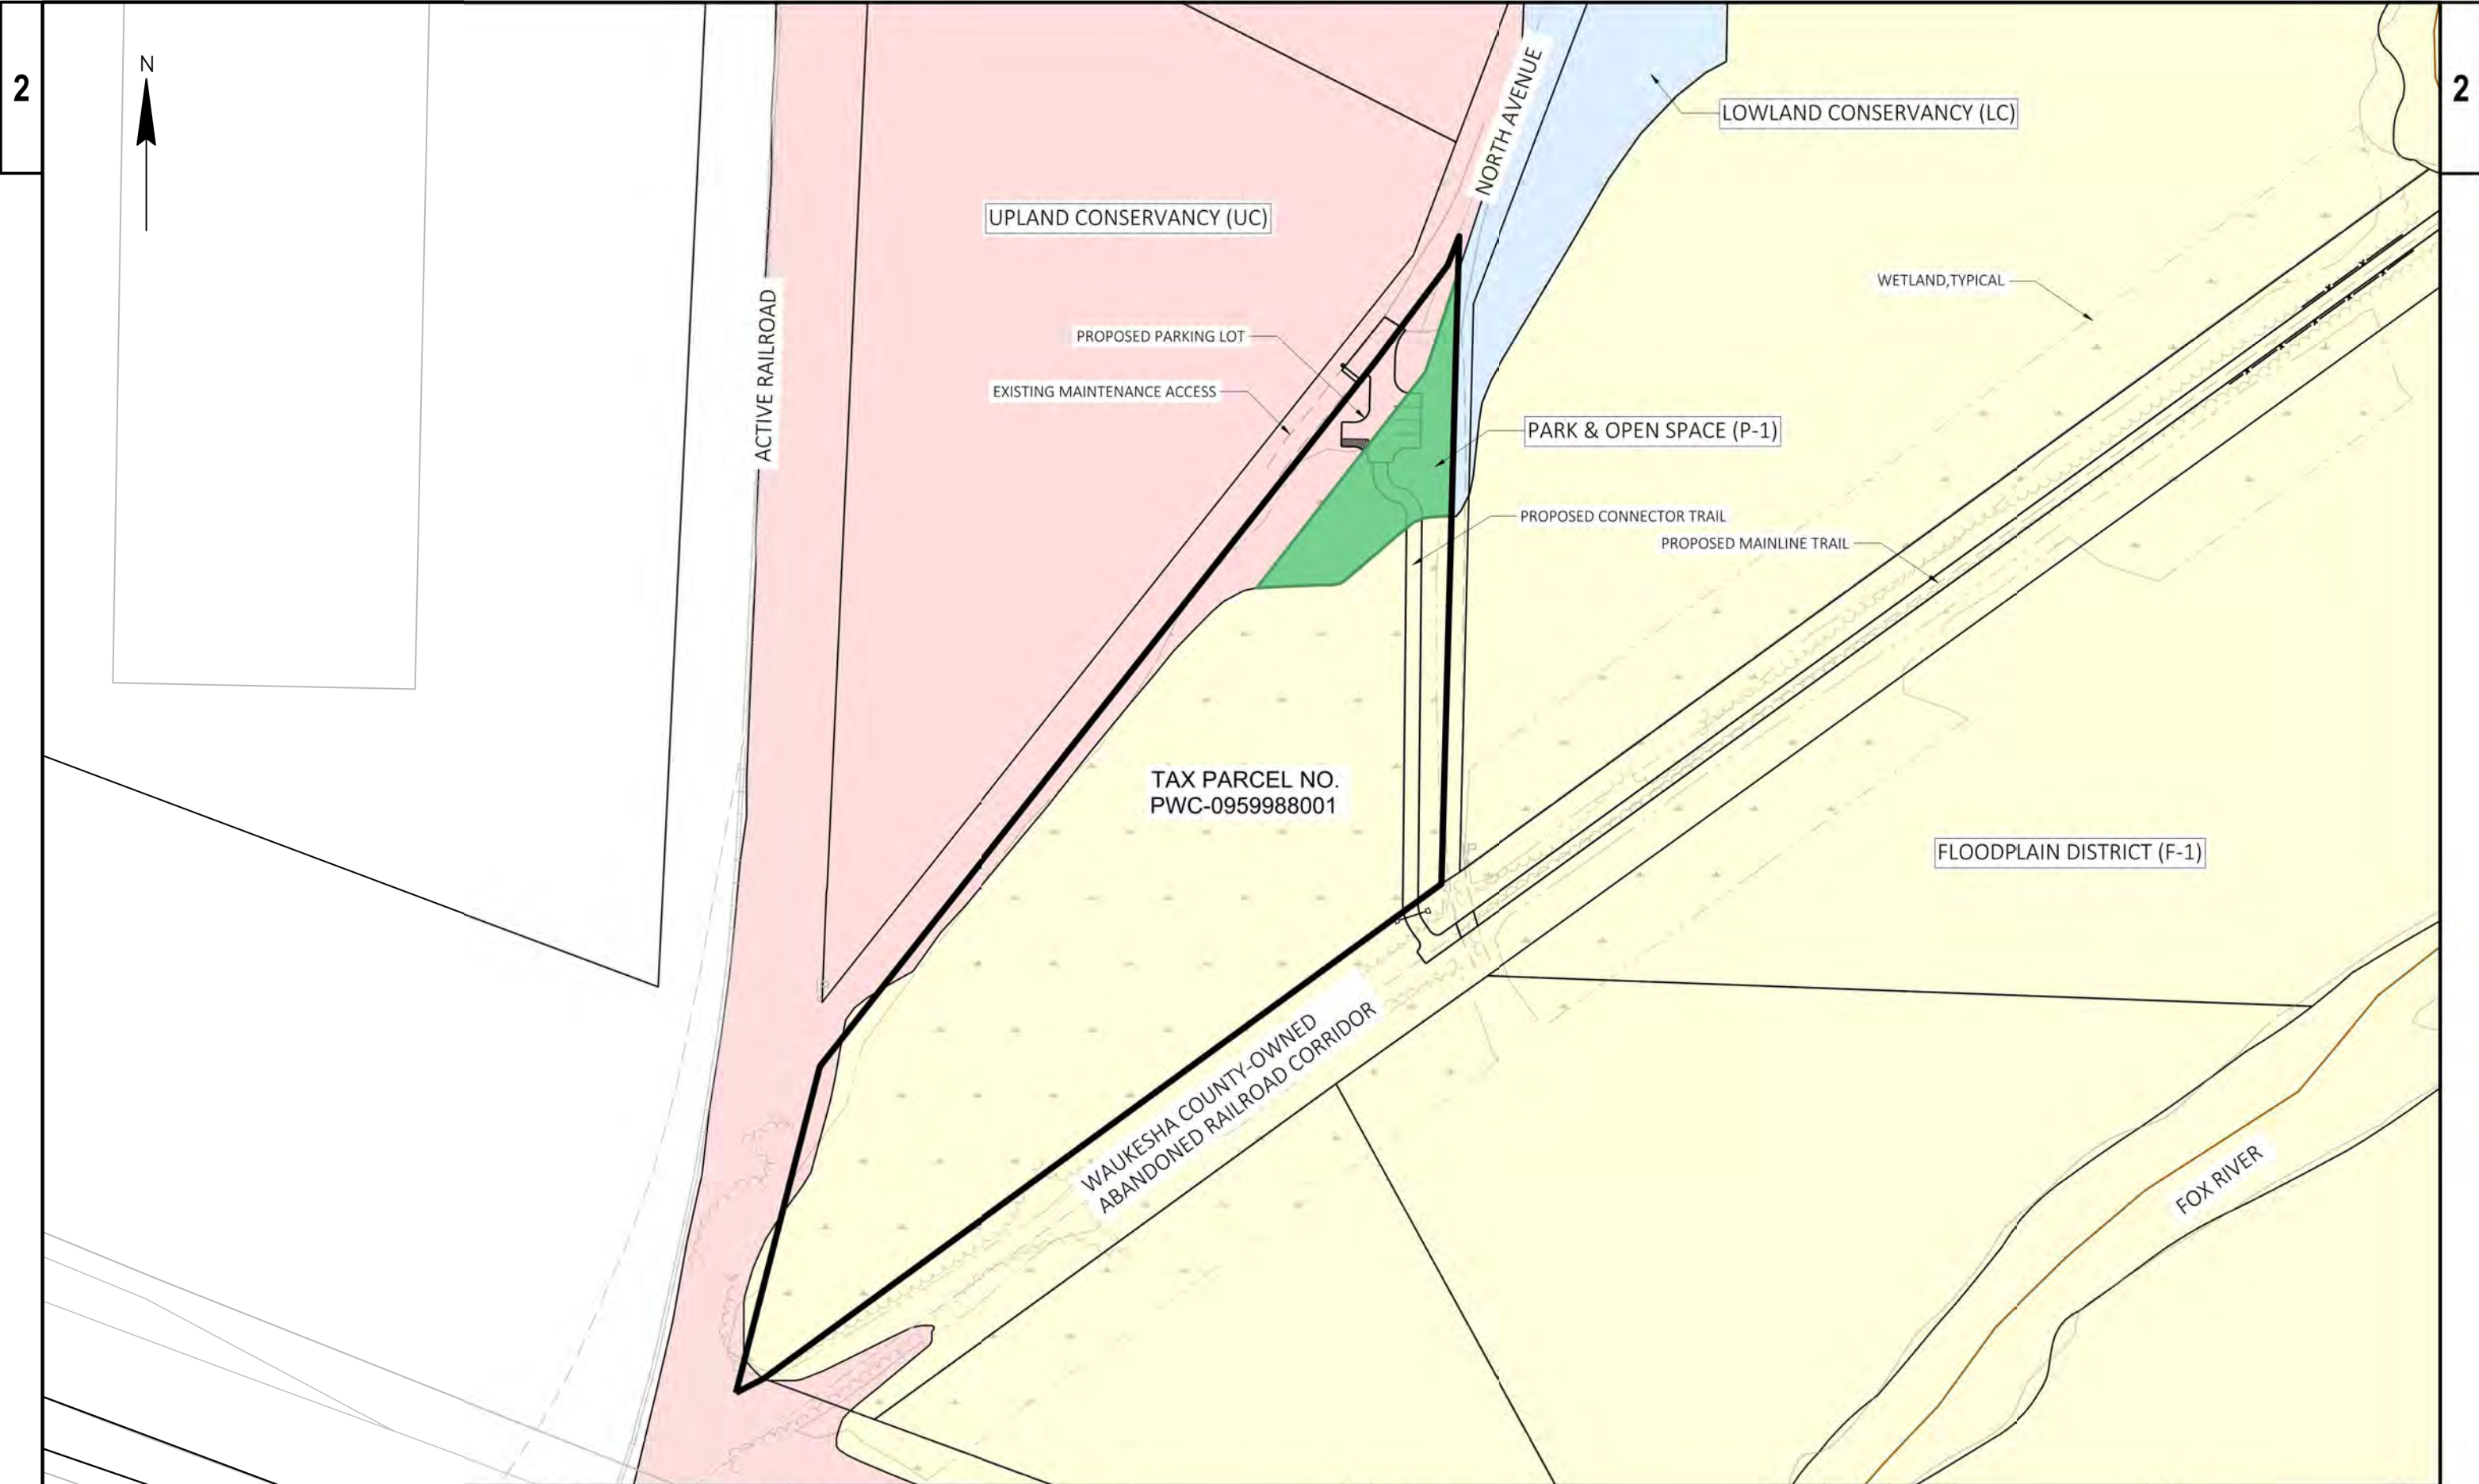 2
N
2
NORTH AVENUE
LOWLAND CONSERVANCY (LC)
UPLAND CONSERVANCY (UC)
WETLAND,TYPICAL
ACTIVE RAILROAD
PROPOSED PARKING LOT
EXISTING MAINTENANCE ACCESS
PARK & OPEN SPACE (P-1)
PROPOSED CONNECTOR TRAIL
PROPOSED MAINLINE TRAIL
TAX PARCEL NO.
PWC-0959988001
FLOODPLAIN DISTRICT (F-1)
WAUKESHA COUNTY-OWNED
ABANDONED RAILROAD CORRIDOR
FOX RIVER